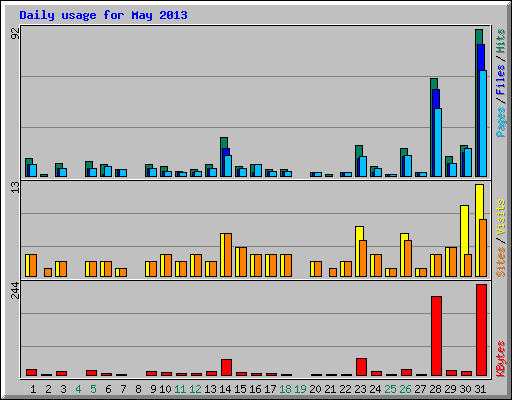 Daily usage for May 2013
92
Pages / Files / Hits
13
Sites / Visits
244
KBytes
1 2 3 4 5 6 7 8 9 10 11 12 13 14 15 16 17 18 19 20 21 22 23 24 25 26 27 28 29 30 31